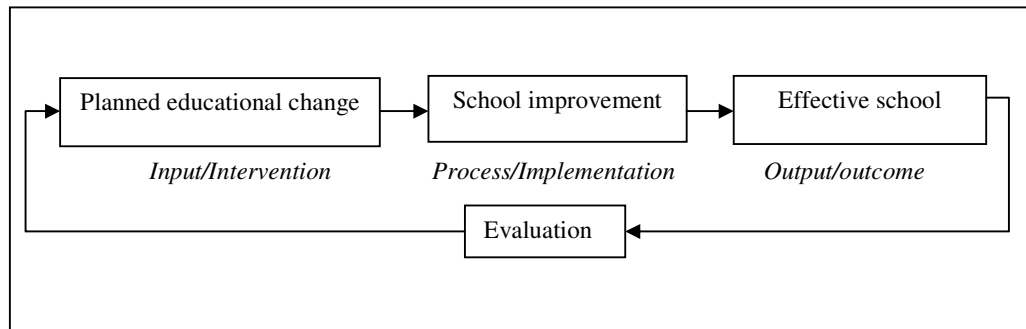 Planned educational change
School improvement
Effective school
Input/Intervention
Process/Implementation
Output/outcome
Evaluation